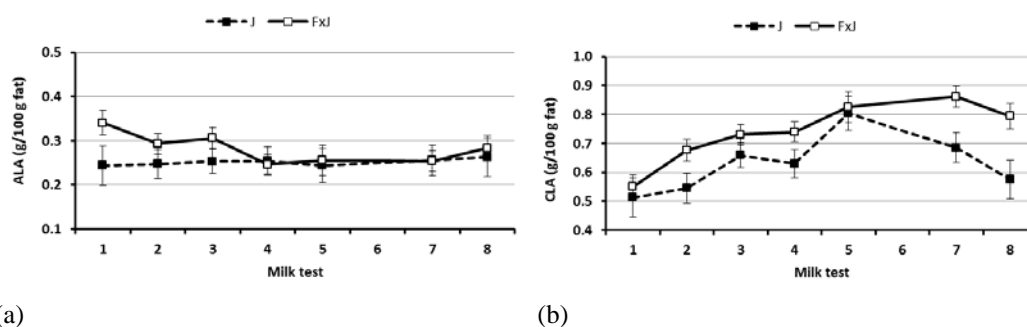 J FxJ
0.5
0.4
0.3
0.2
0.1
ALA (g/100 g fat)
1 2 3 4 5 6 7 8
Milk test
(a)
J FxJ
1.0
0.9
0.8
0.7
0.6
0.5
0.4
CLA (g/100 g fat)
1 2 3 4 5 6 7 8
Milk test
(b)